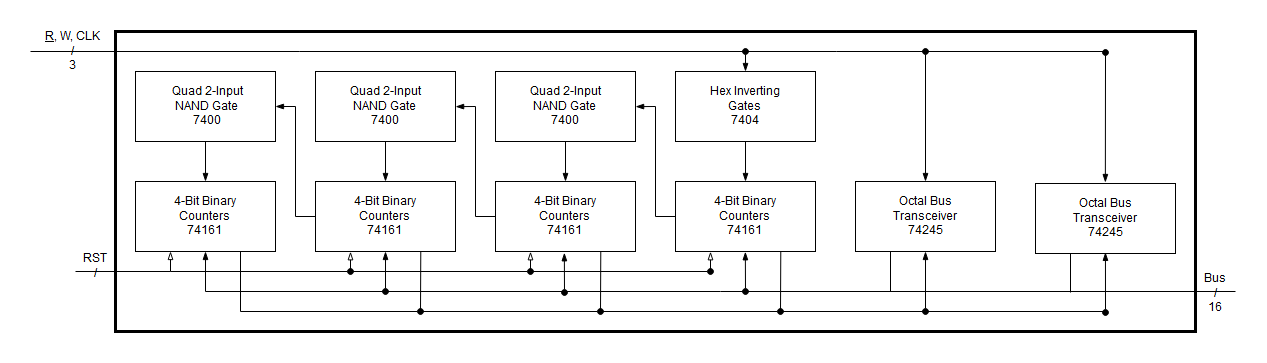 R, W, CLK
3
Quad 2-Input
NAND Gate
7400
Quad 2-Input
NAND Gate
7400
Quad 2-Input
NAND Gate
7400
Hex Inverting
Gates
7404
4-Bit Binary
Counters
74161
4-Bit Binary
Counters
74161
4-Bit Binary
Counters
74161
4-Bit Binary
Counters
74161
Octal Bus
Transceiver
74245
Octal Bus
Transceiver
74245
RST
Bus
16